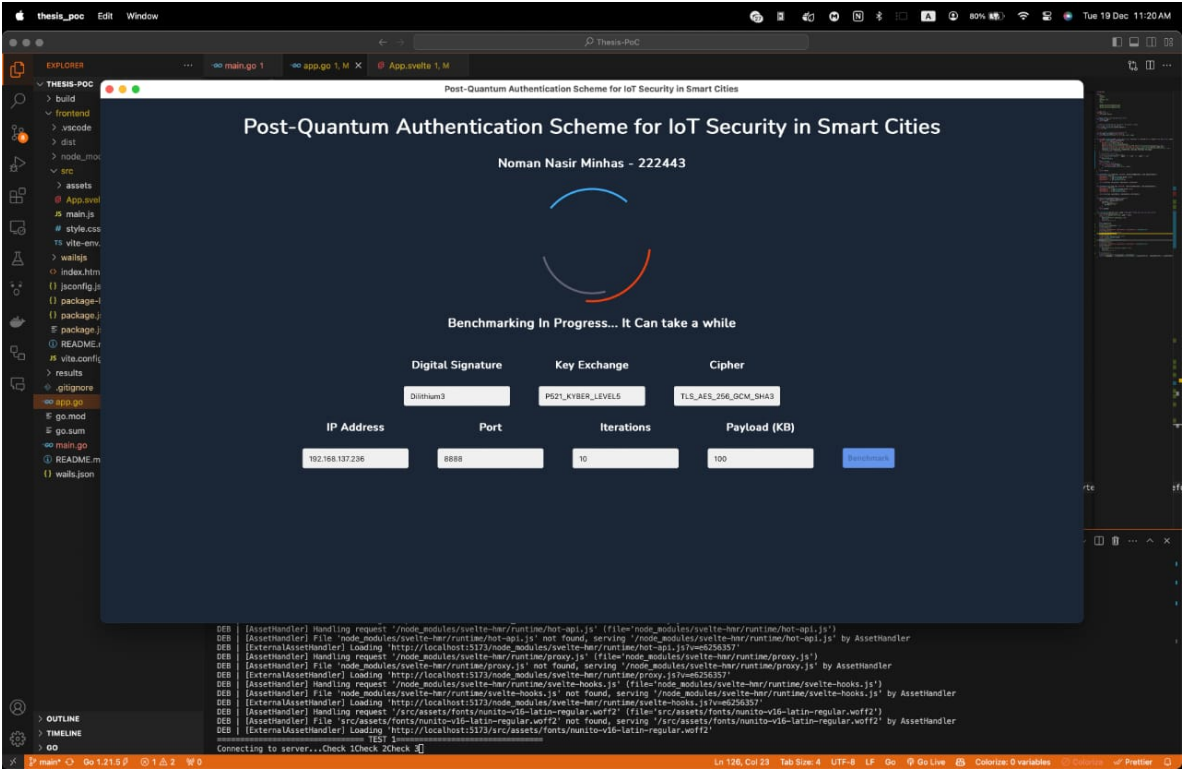 thesis_poc Edit Window
80% Tue 19 Dec 11:20 AM
Thesis-PoC
EXPLORER
main.go 1
app.go 1, M
App.svelte 1, M
THESIS-POC
build
frontend
.vscode
dist
node_mod
src
assets
App.svel
JS main.js
# style.css
TS vite-env.
wailsjs
index.htm
{} jsconfig.js
{} package-l
{} package.j
package.j
README.r
JS vite.config
results
.gitignore
app.go
go.mod
go.sum
main.go
README.m
{} wails.json
OUTLINE
TIMELINE
GO
Post-Quantum Authentication Scheme for IoT Security in Smart Cities
Post-Quantum Authentication Scheme for IoT Security in Smart Cities
Noman Nasir Minhas - 222443
Benchmarking In Progress... It Can take a while
Digital Signature Key Exchange Cipher
Dilithium3 P521_KYBER_LEVEL5 TLS_AES_256_GCM_SHA3
IP Address Port Iterations Payload (KB)
192.168.137.236 8888 10 100 Benchmark
DEB | [AssetHandler] Handling request '/node_modules/svelte-hmr/runtime/hot-api.js' (file='node_modules/svelte-hmr/runtime/hot-api.js')
DEB | [AssetHandler] File 'node_modules/svelte-hmr/runtime/hot-api.js' not found, serving '/node_modules/svelte-hmr/runtime/hot-api.js' by AssetHandler
DEB | [ExternalAssetHandler] Loading 'http://localhost:5173/node_modules/svelte-hmr/runtime/hot-api.js?v=e6256357'
DEB | [AssetHandler] Handling request '/node_modules/svelte-hmr/runtime/proxy.js' (file='node_modules/svelte-hmr/runtime/proxy.js')
DEB | [AssetHandler] File 'node_modules/svelte-hmr/runtime/proxy.js' not found, serving '/node_modules/svelte-hmr/runtime/proxy.js' by AssetHandler
DEB | [ExternalAssetHandler] Loading 'http://localhost:5173/node_modules/svelte-hmr/runtime/proxy.js?v=e6256357'
DEB | [AssetHandler] Handling request '/node_modules/svelte-hmr/runtime/svelte-hooks.js' (file='node_modules/svelte-hmr/runtime/svelte-hooks.js')
DEB | [AssetHandler] File 'node_modules/svelte-hmr/runtime/svelte-hooks.js' not found, serving '/node_modules/svelte-hmr/runtime/svelte-hooks.js' by AssetHandler
DEB | [ExternalAssetHandler] Loading 'http://localhost:5173/node_modules/svelte-hmr/runtime/svelte-hooks.js?v=e6256357'
DEB | [AssetHandler] Handling request '/src/assets/fonts/nunito-v16-latin-regular.woff2' (file='src/assets/fonts/nunito-v16-latin-regular.woff2')
DEB | [AssetHandler] File 'src/assets/fonts/nunito-v16-latin-regular.woff2' not found, serving '/src/assets/fonts/nunito-v16-latin-regular.woff2' by AssetHandler
DEB | [ExternalAssetHandler] Loading 'http://localhost:5173/src/assets/fonts/nunito-v16-latin-regular.woff2'
=============================== TEST 1===============================
Connecting to server...Check 1Check 2Check 3
main* Go 1.21.5 1 2 0 Ln 126, Col 23 Tab Size: 4 UTF-8 LF Go Go Live Colorize: 0 variables Colorize Prettier